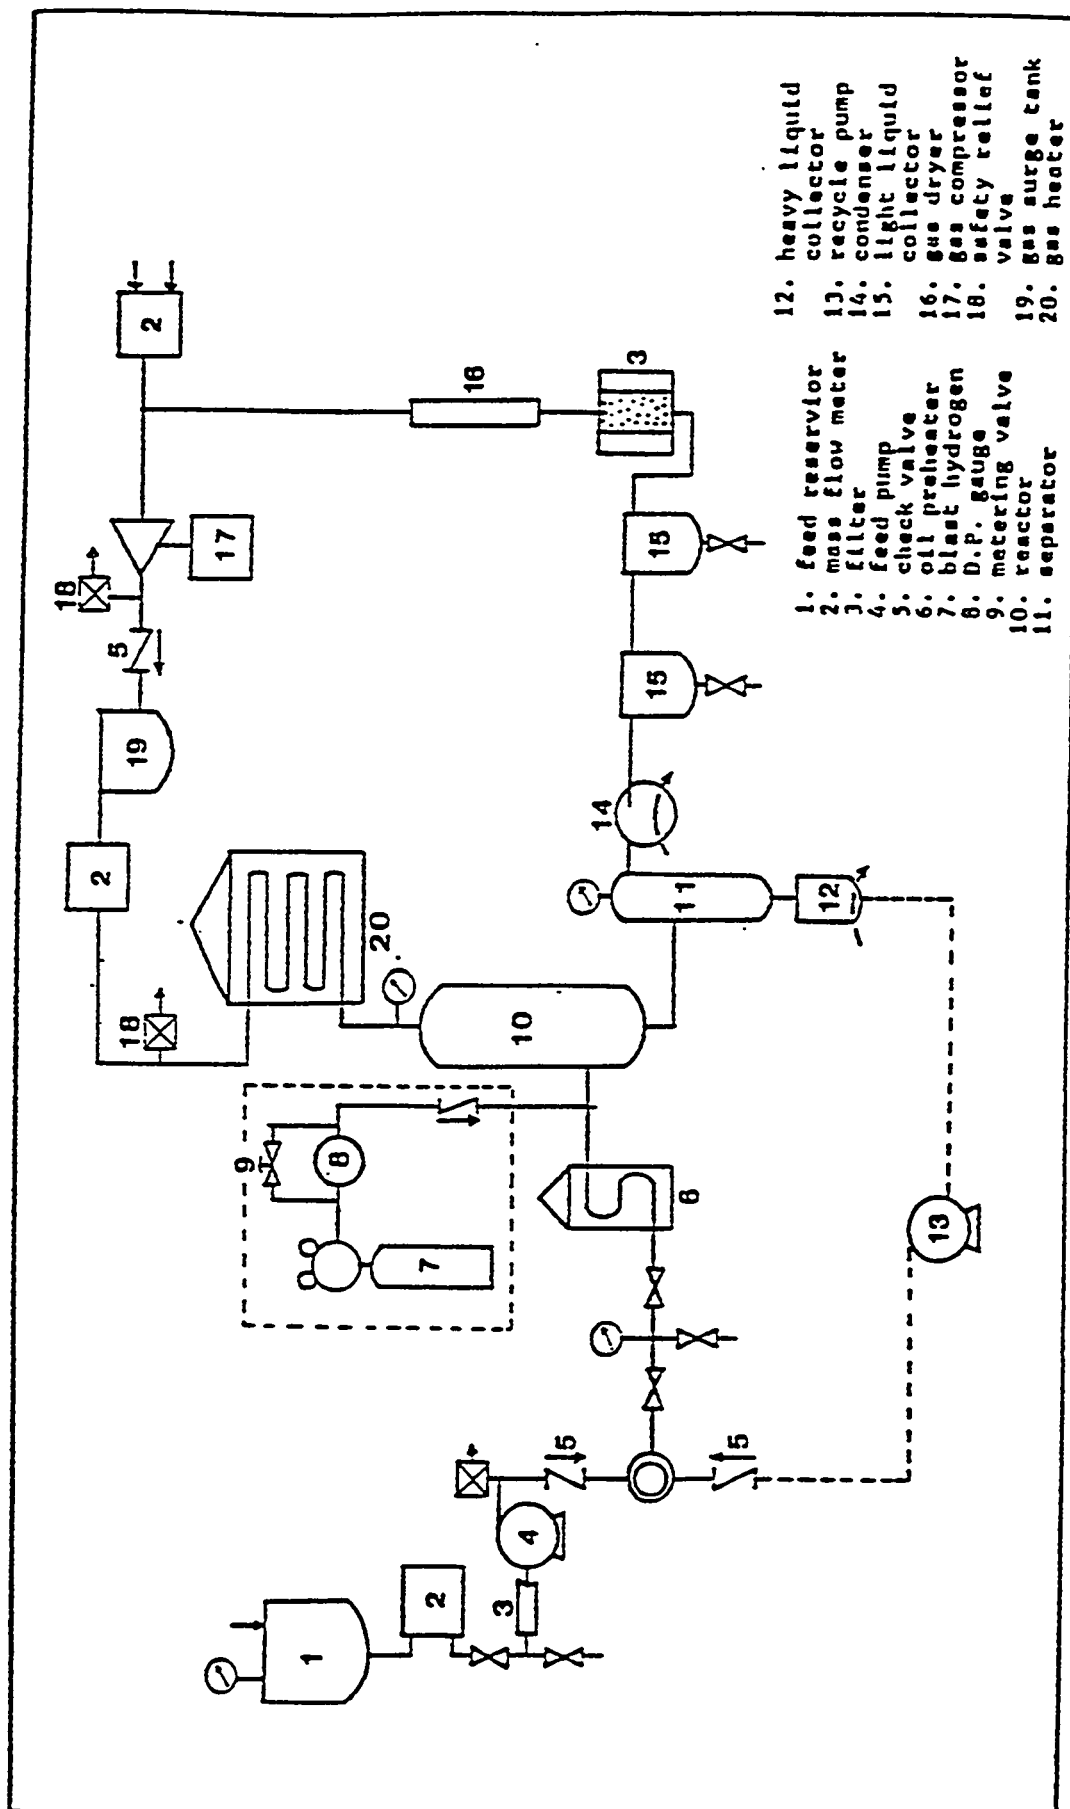 1
2
3
4
5
5
6
7
8
9
10
11
12
13
14
15
15
3
16
2
17
18
5
19
2
18
20
1. feed reservior
2. mass flow meter
3. filter
4. feed pump
5. check valve
6. oil preheater
7. blast hydrogen
8. D.P. gauge
9. metering valve
10. reactor
11. separator
12. heavy liquid
collector
13. recycle pump
14. condenser
15. light liquid
collector
16. gas dryer
17. gas compressor
18. safety relief
valve
19. gas surge tank
20. gas heater